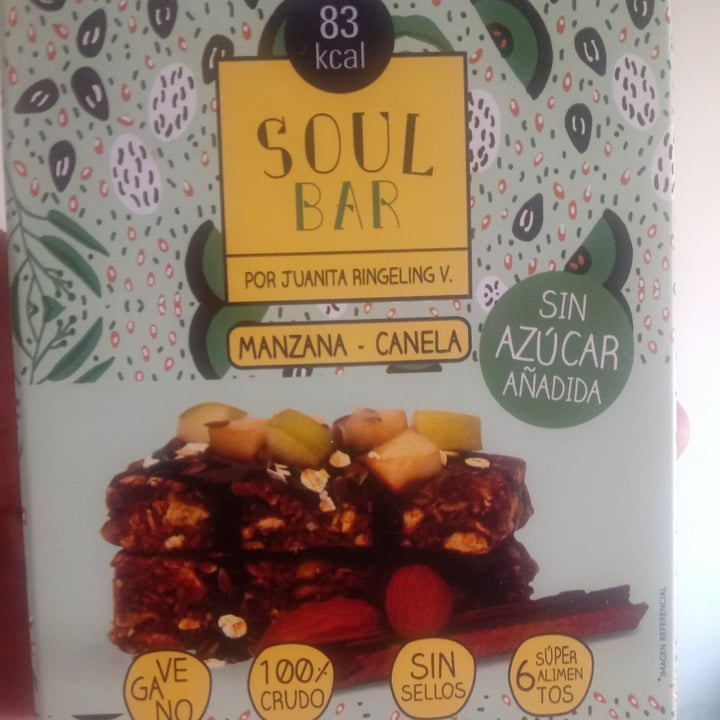 83
kcal
SOUL
BAR
POR JUANITA RINGELING V.
MANZANA - CANELA
SIN
AZÚCAR
AÑADIDA
*IMAGEN REFERENCIAL
VE
GA
NO
100%
CRUDO
SIN
SELLOS
6 SÚPER
ALIMEN
TOS